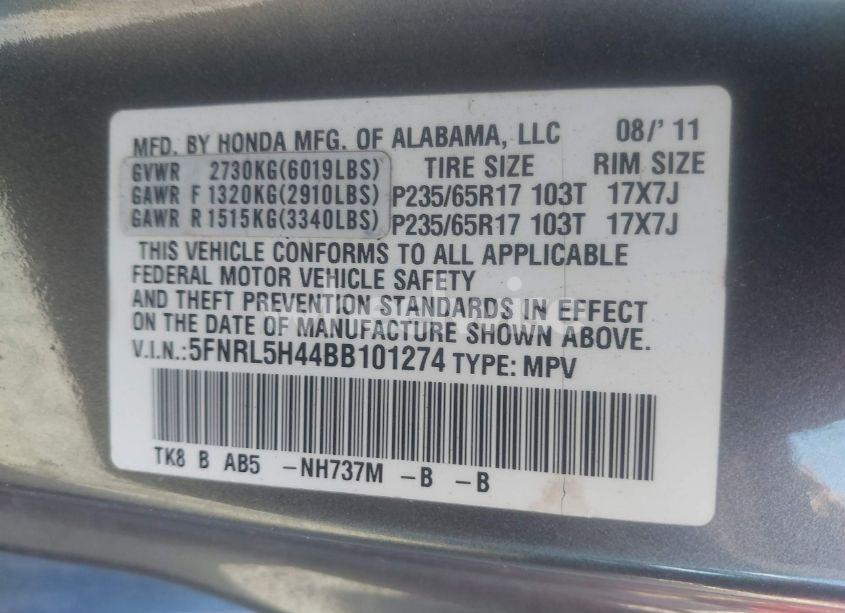 MFD. BY HONDA MFG. OF ALABAMA, LLC 08/' 11
GVWR 2730KG(6019LBS) TIRE SIZE RIM SIZE
GAWR F 1320KG(2910LBS) P235/65R17 103T 17X7J
GAWR R 1515KG(3340LBS) P235/65R17 103T 17X7J
THIS VEHICLE CONFORMS TO ALL APPLICABLE
FEDERAL MOTOR VEHICLE SAFETY
AND THEFT PREVENTION STANDARDS IN EFFECT
ON THE DATE OF MANUFACTURE SHOWN ABOVE.
V.I.N.:5FNRL5H44BB101274 TYPE: MPV
TK8 B AB5 -NH737M -B -B